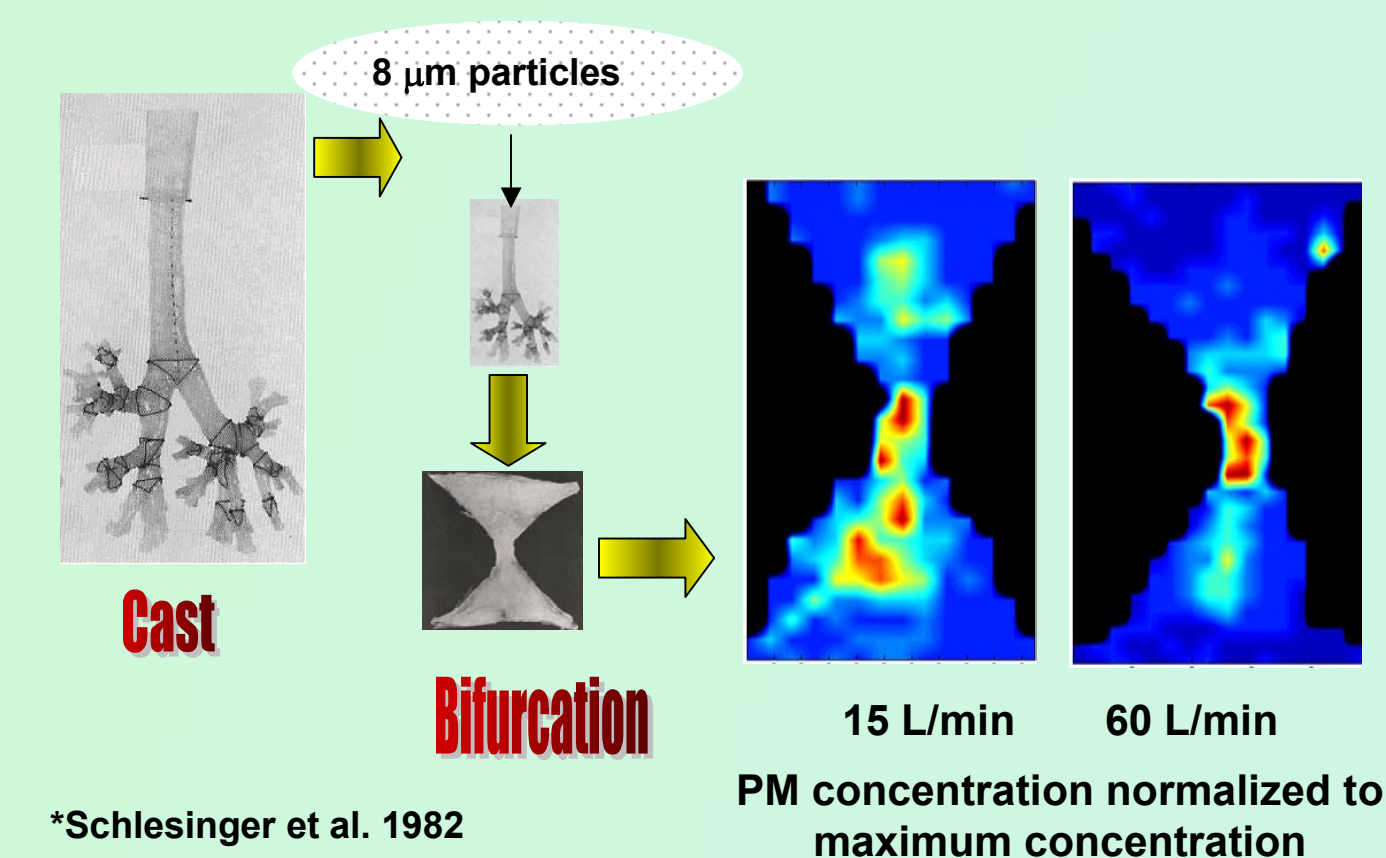 8 μm particles
Cast
Bifurcation
15 L/min 60 L/min
PM concentration normalized to
maximum concentration
*Schlesinger et al. 1982